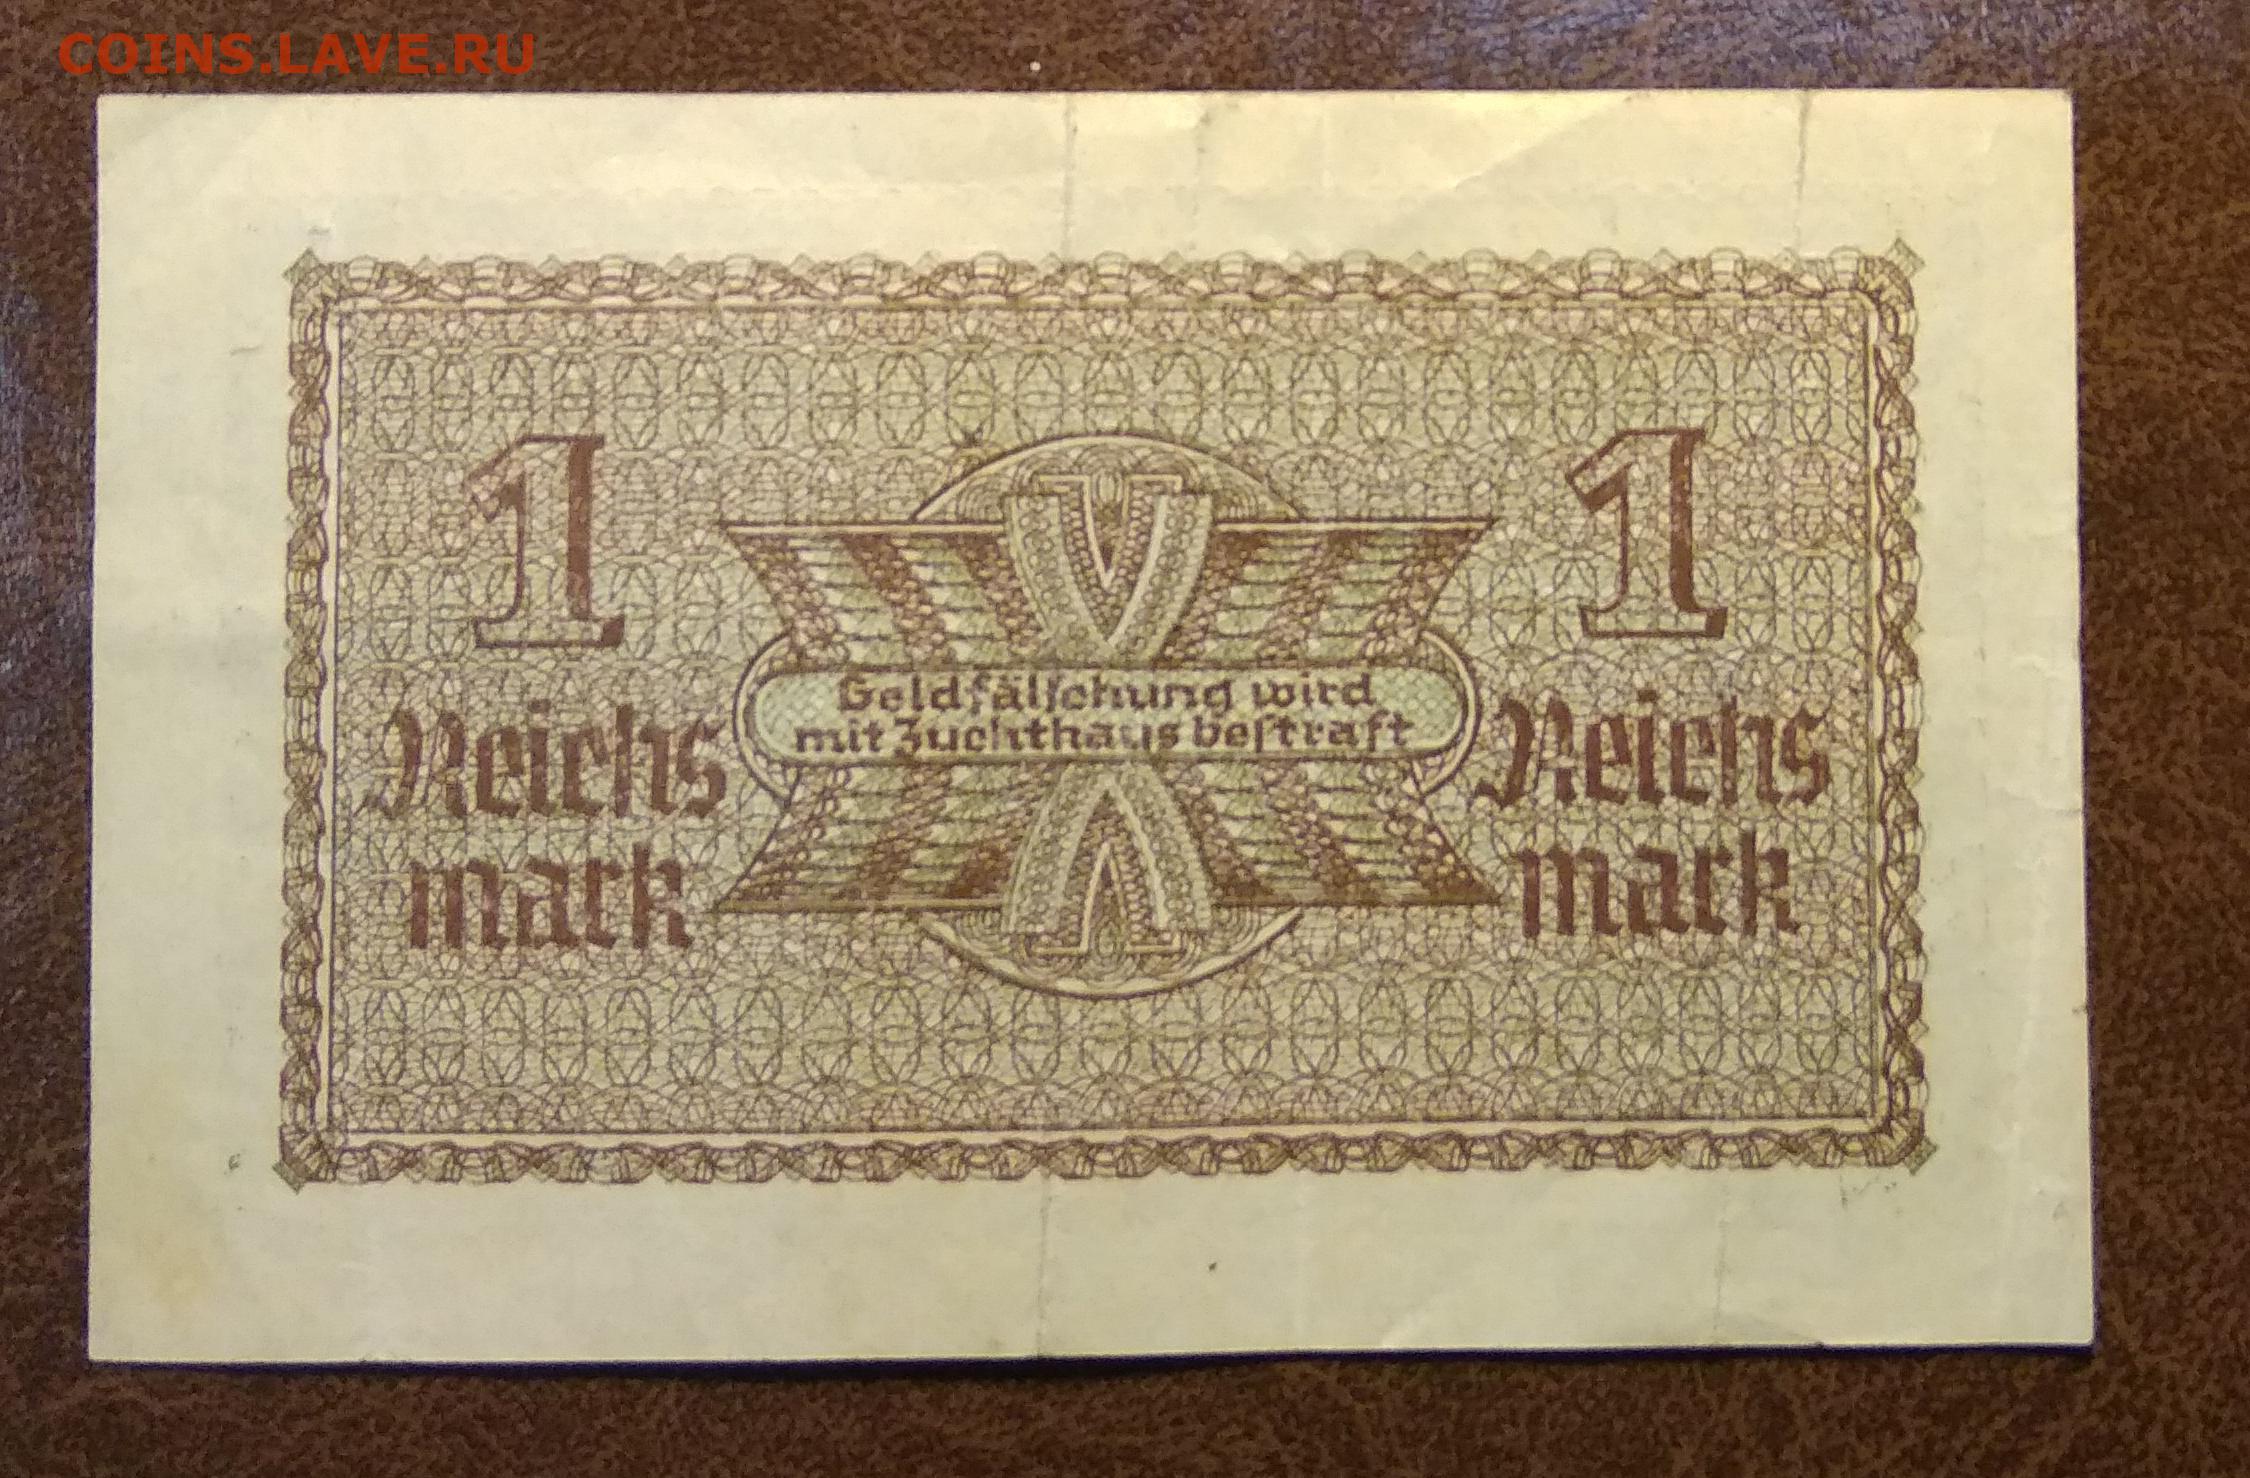 COINS.LAVE.RU
1
Reichs
mark
Geldfälſchung wird
mit Zuchthaus beſtraft
1
Reichs
mark